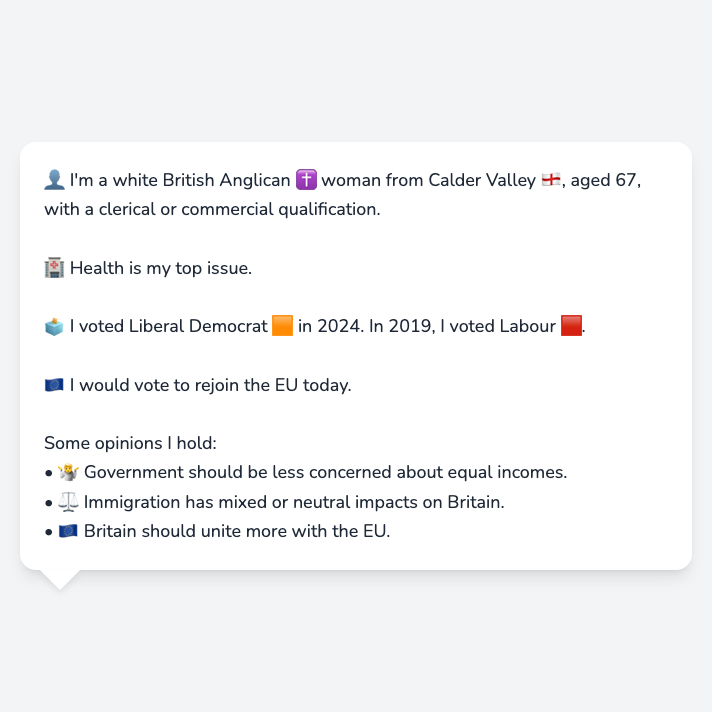 👤 I'm a white British Anglican ✝️ woman from Calder Valley 🏴󠁧󠁢󠁥󠁮󠁧󠁿, aged 67,
with a clerical or commercial qualification.
🏥 Health is my top issue.
🗳️ I voted Liberal Democrat 🟧 in 2024. In 2019, I voted Labour 🟥.
🇪🇺 I would vote to rejoin the EU today.
Some opinions I hold:
• 🤷 Government should be less concerned about equal incomes.
• ⚖️ Immigration has mixed or neutral impacts on Britain.
• 🇪🇺 Britain should unite more with the EU.